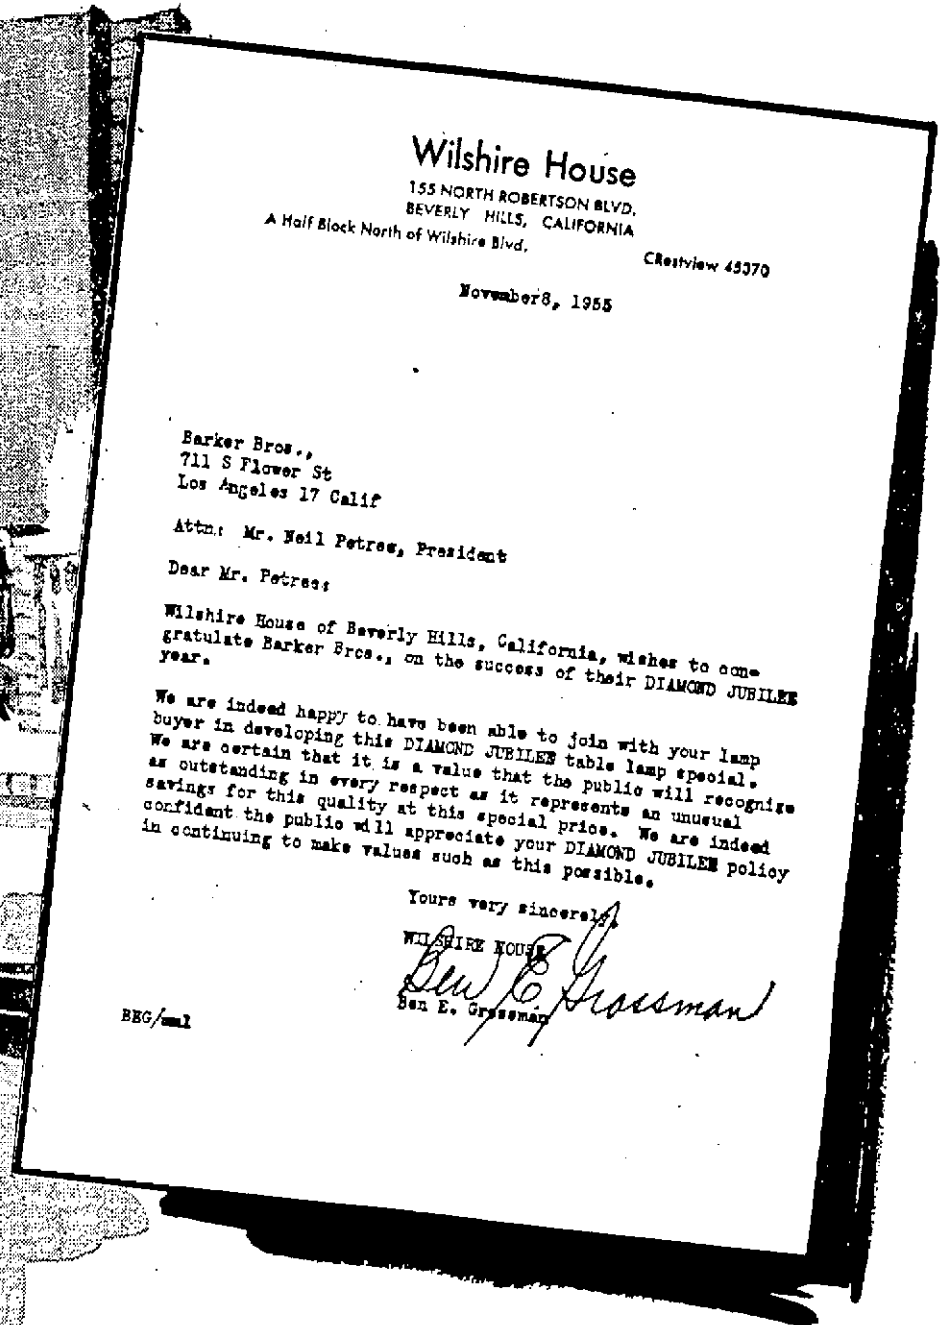 Wilshire House
155 NORTH ROBERTSON BLVD.
BEVERLY HILLS, CALIFORNIA
A Half Block North of Wilshire Blvd.
CRestview 45370
November8, 1955
Barker Bros.,
711 S Flower St
Los Angeles 17 Calif
Attn: Mr. Neil Petree, President
Dear Mr. Petree:
Wilshire House of Beverly Hills, California, wishes to con-
gratulate Barker Bros., on the success of their DIAMOND JUBILEE
year.
We are indeed happy to have been able to join with your lamp
buyer in developing this DIAMOND JUBILEE table lamp special.
We are certain that it is a value that the public will recognize
as outstanding in every respect as it represents an unusual
savings for this quality at this special price. We are indeed
confident the public will appreciate your DIAMOND JUBILEE policy
in continuing to make values such as this possible.
Yours very sincerely,
WILSHIRE HOUSE
Ben E Grossman
Ben E. Grossman
BEG/